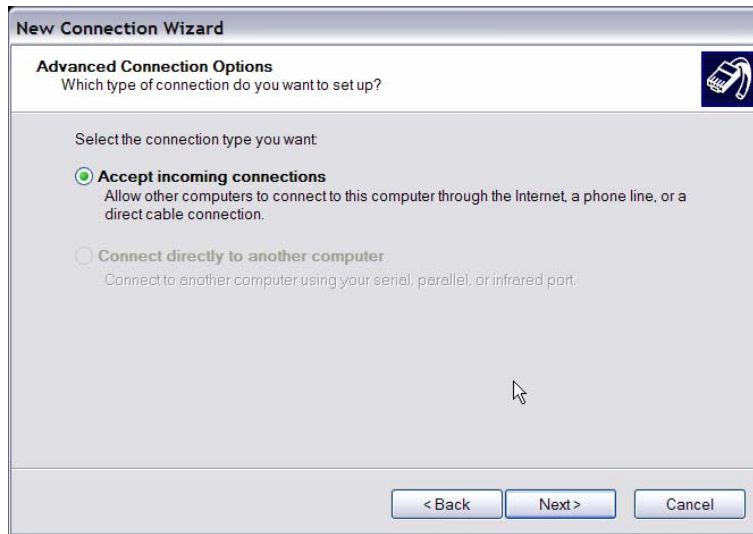 New Connection Wizard
Advanced Connection Options
Which type of connection do you want to set up?
Select the connection type you want:
Accept incoming connections
Allow other computers to connect to this computer through the Internet, a phone line, or a
direct cable connection.
Connect directly to another computer
Connect to another computer using your serial, parallel, or infrared port.
< Back
Next >
Cancel